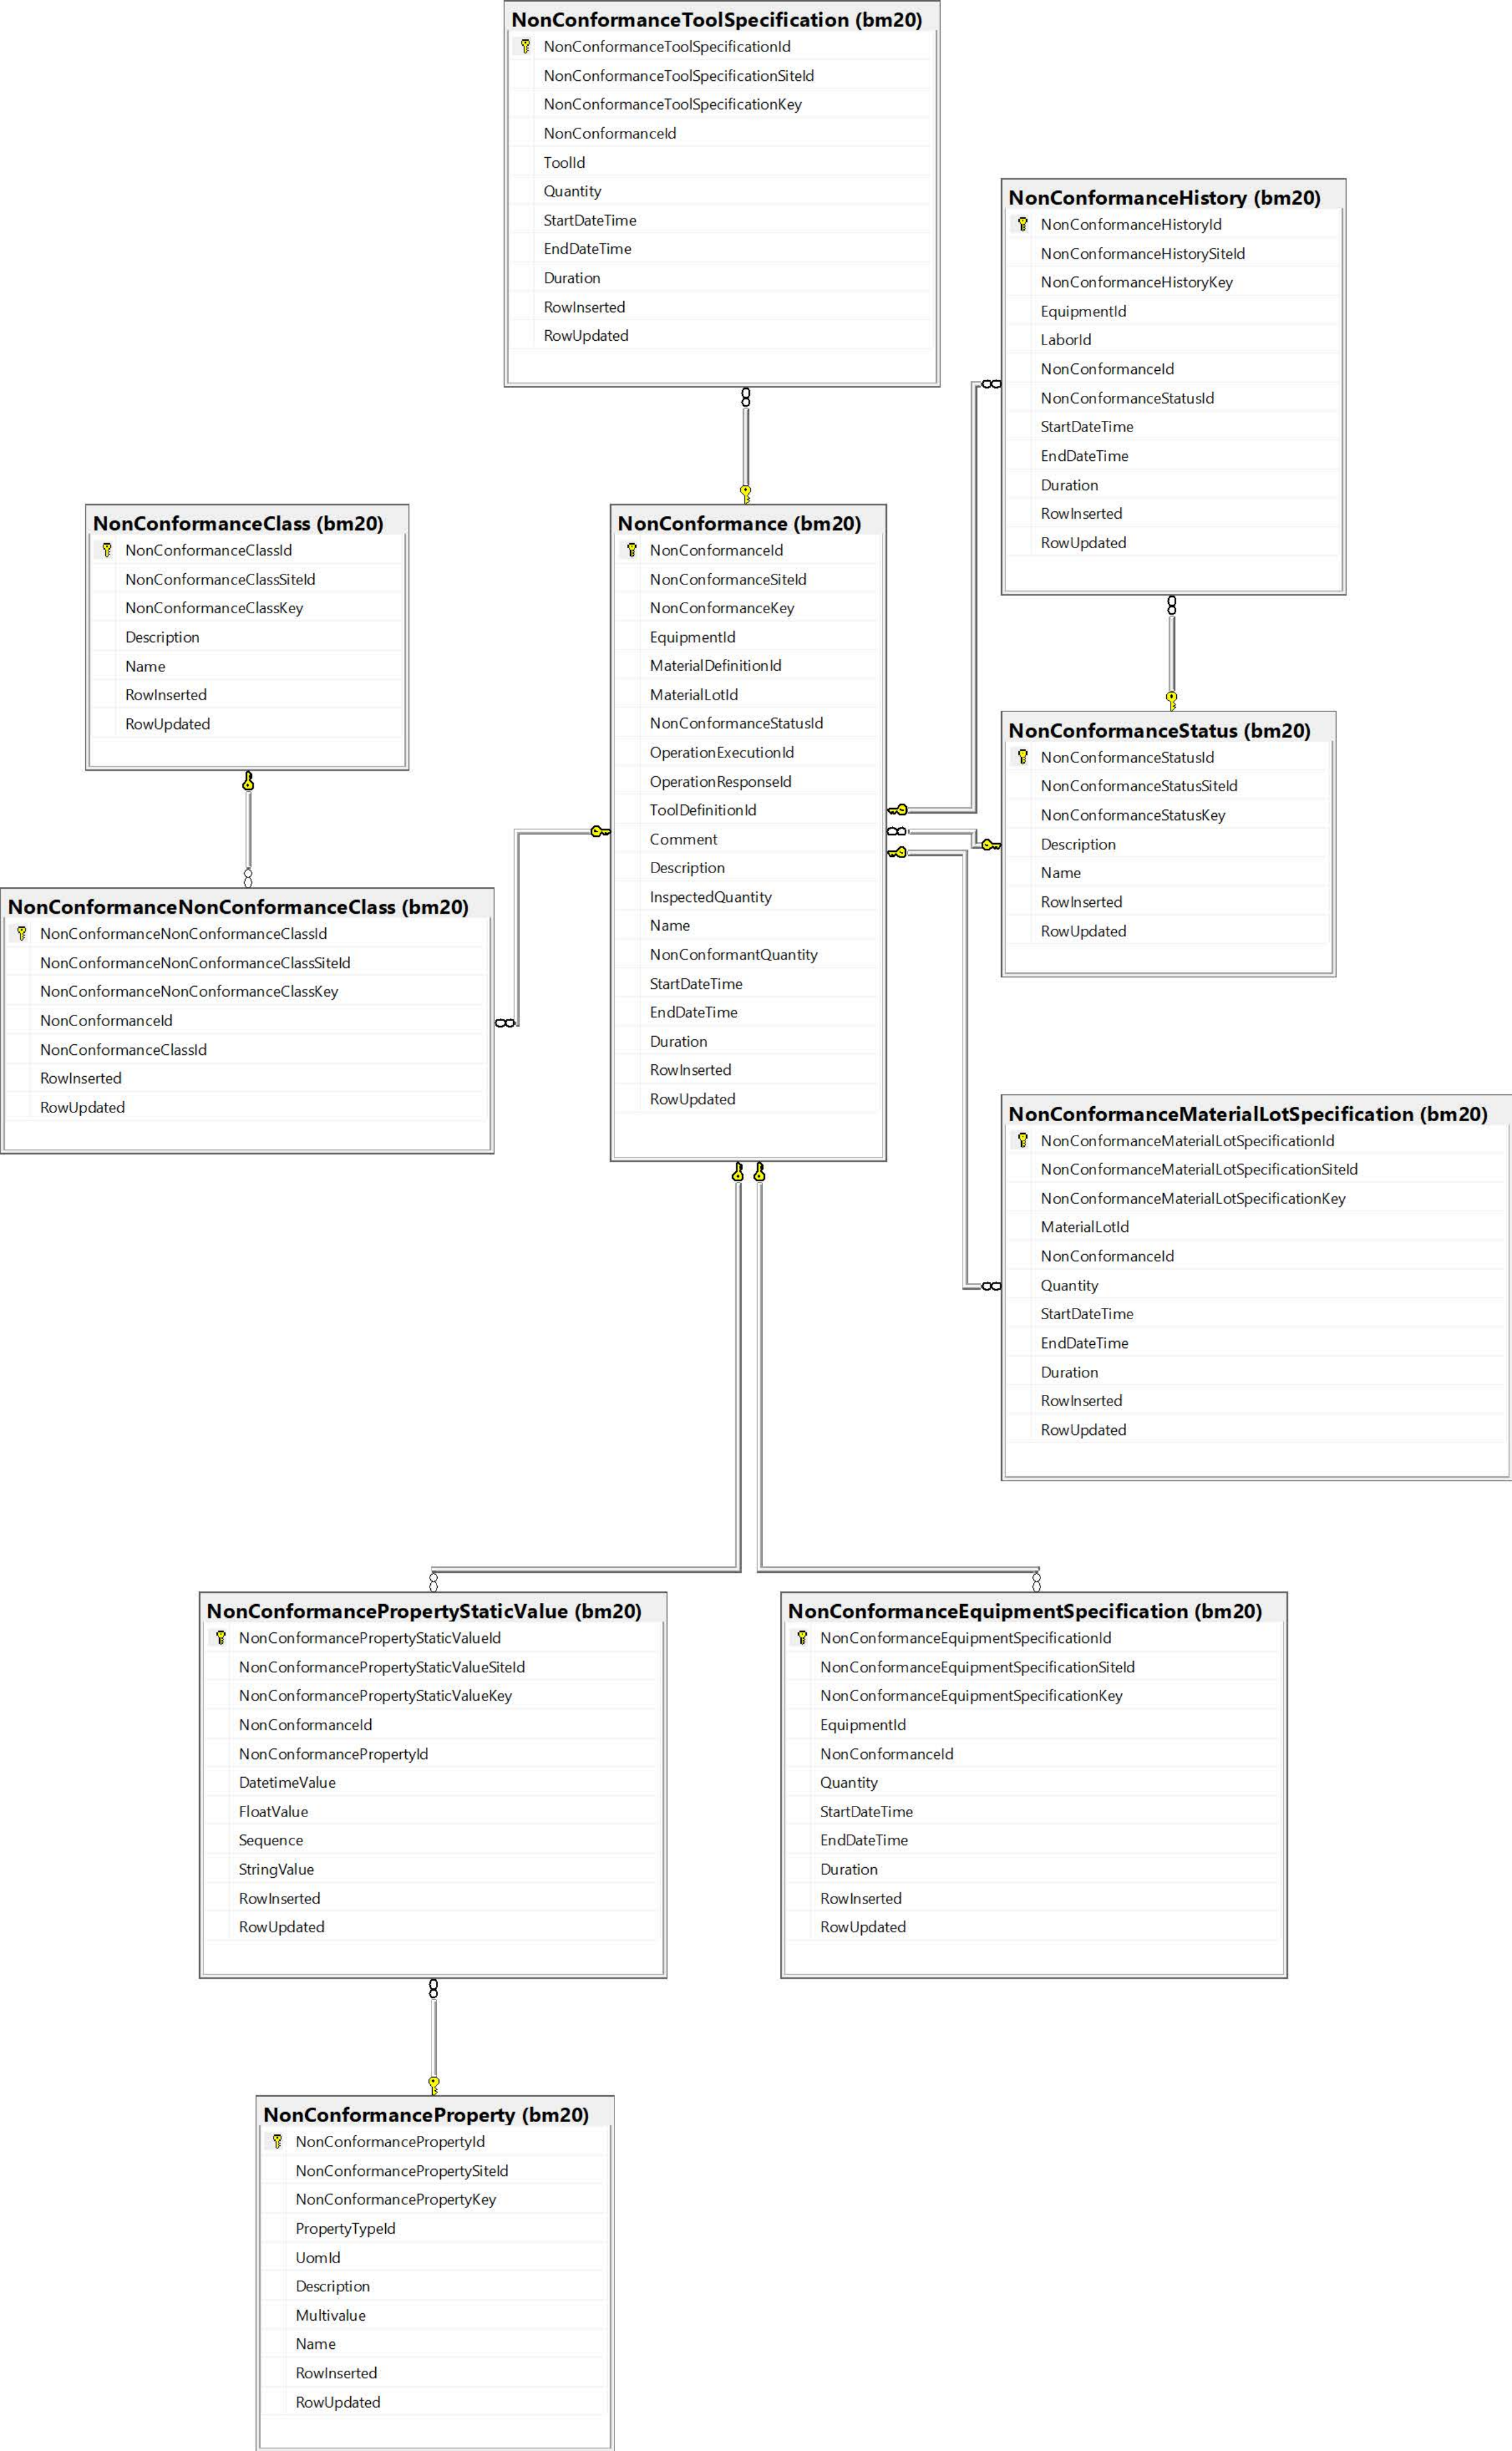 NonConformanceToolSpecification (bm20)
NonConformanceToolSpecificationId
NonConformanceToolSpecificationSiteId
NonConformanceToolSpecificationKey
NonConformanceId
ToolId
Quantity
StartDateTime
EndDateTime
Duration
RowInserted
RowUpdated
NonConformanceHistory (bm20)
NonConformanceHistoryId
NonConformanceHistorySiteId
NonConformanceHistoryKey
EquipmentId
LaborId
NonConformanceId
NonConformanceStatusId
StartDateTime
EndDateTime
Duration
RowInserted
RowUpdated
NonConformanceClass (bm20)
NonConformanceClassId
NonConformanceClassSiteId
NonConformanceClassKey
Description
Name
RowInserted
RowUpdated
NonConformance (bm20)
NonConformanceId
NonConformanceSiteId
NonConformanceKey
EquipmentId
MaterialDefinitionId
MaterialLotId
NonConformanceStatusId
OperationExecutionId
OperationResponseId
ToolDefinitionId
Comment
Description
InspectedQuantity
Name
NonConformantQuantity
StartDateTime
EndDateTime
Duration
RowInserted
RowUpdated
NonConformanceStatus (bm20)
NonConformanceStatusId
NonConformanceStatusSiteId
NonConformanceStatusKey
Description
Name
RowInserted
RowUpdated
NonConformanceNonConformanceClass (bm20)
NonConformanceNonConformanceClassId
NonConformanceNonConformanceClassSiteId
NonConformanceNonConformanceClassKey
NonConformanceId
NonConformanceClassId
RowInserted
RowUpdated
NonConformanceMaterialLotSpecification (bm20)
NonConformanceMaterialLotSpecificationId
NonConformanceMaterialLotSpecificationSiteId
NonConformanceMaterialLotSpecificationKey
MaterialLotId
NonConformanceId
Quantity
StartDateTime
EndDateTime
Duration
RowInserted
RowUpdated
NonConformancePropertyStaticValue (bm20)
NonConformancePropertyStaticValueId
NonConformancePropertyStaticValueSiteId
NonConformancePropertyStaticValueKey
NonConformanceId
NonConformancePropertyId
DatetimeValue
FloatValue
Sequence
StringValue
RowInserted
RowUpdated
NonConformanceEquipmentSpecification (bm20)
NonConformanceEquipmentSpecificationId
NonConformanceEquipmentSpecificationSiteId
NonConformanceEquipmentSpecificationKey
EquipmentId
NonConformanceId
Quantity
StartDateTime
EndDateTime
Duration
RowInserted
RowUpdated
NonConformanceProperty (bm20)
NonConformancePropertyId
NonConformancePropertySiteId
NonConformancePropertyKey
PropertyTypeId
UomId
Description
Multivalue
Name
RowInserted
RowUpdated